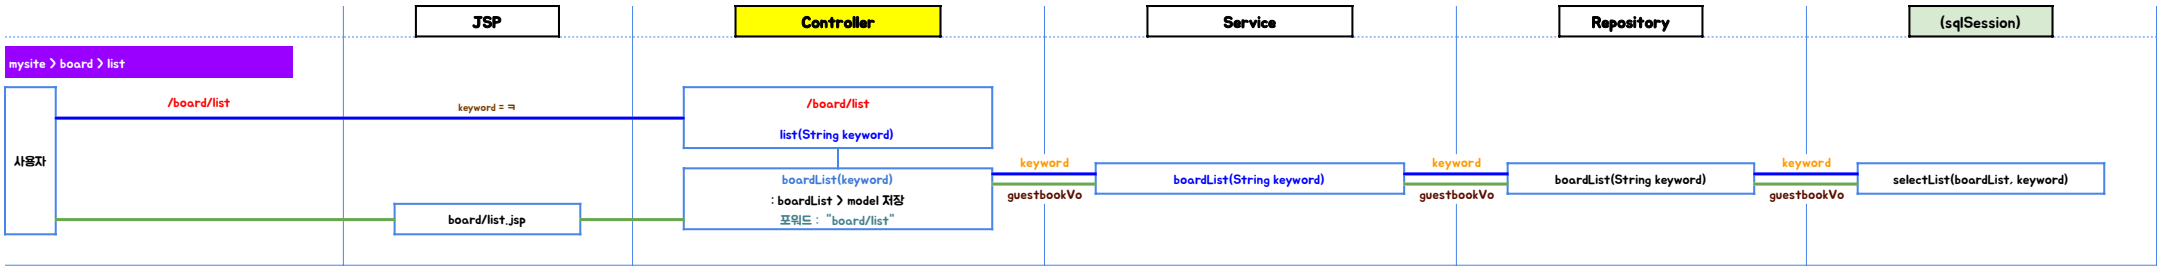 JSP
Controller
Service
Repository
(sqlSession)
mysite > board > list
사용자
/board/list
keyword = ㅋ
/board/list
list(String keyword)
boardList(keyword)
: boardList > model 저장
포워드 : "board/list"
board/list.jsp
keyword
guestbookVo
boardList(String keyword)
keyword
guestbookVo
boardList(String keyword)
keyword
guestbookVo
selectList(boardList, keyword)